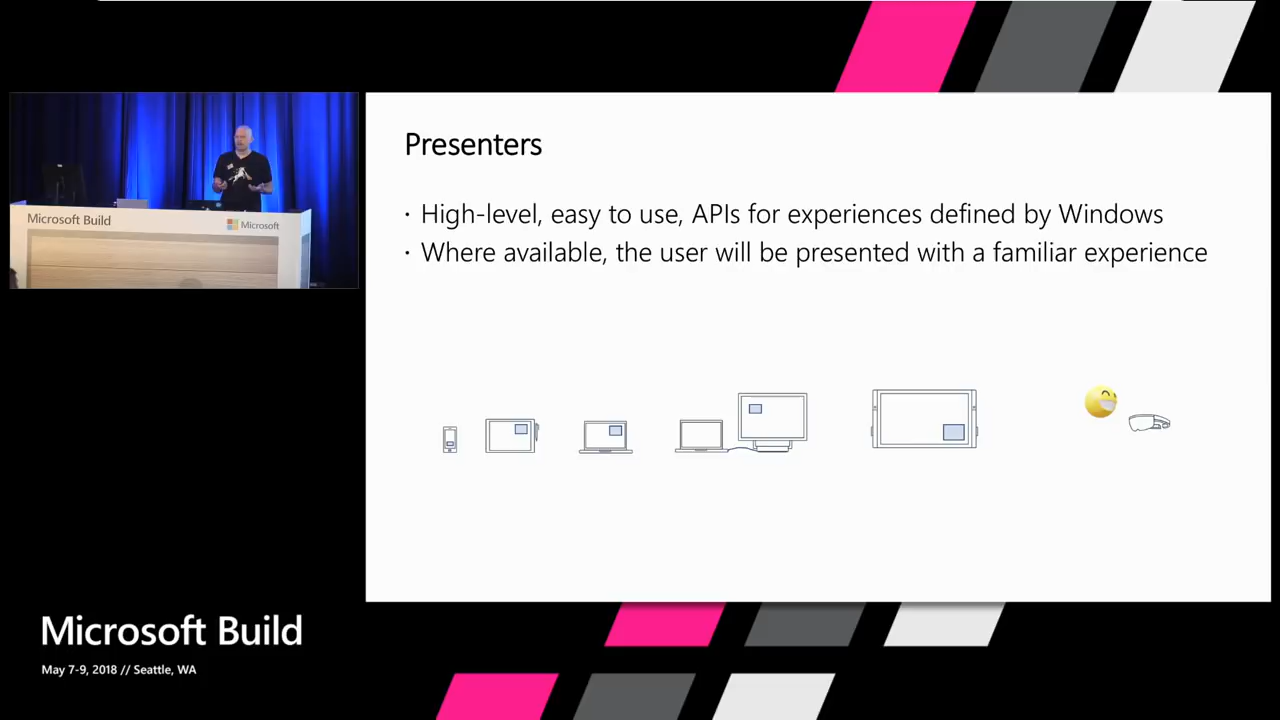 Microsoft Build
Microsoft
Presenters
· High-level, easy to use, APIs for experiences defined by Windows
· Where available, the user will be presented with a familiar experience
Microsoft Build
May 7-9, 2018 // Seattle, WA